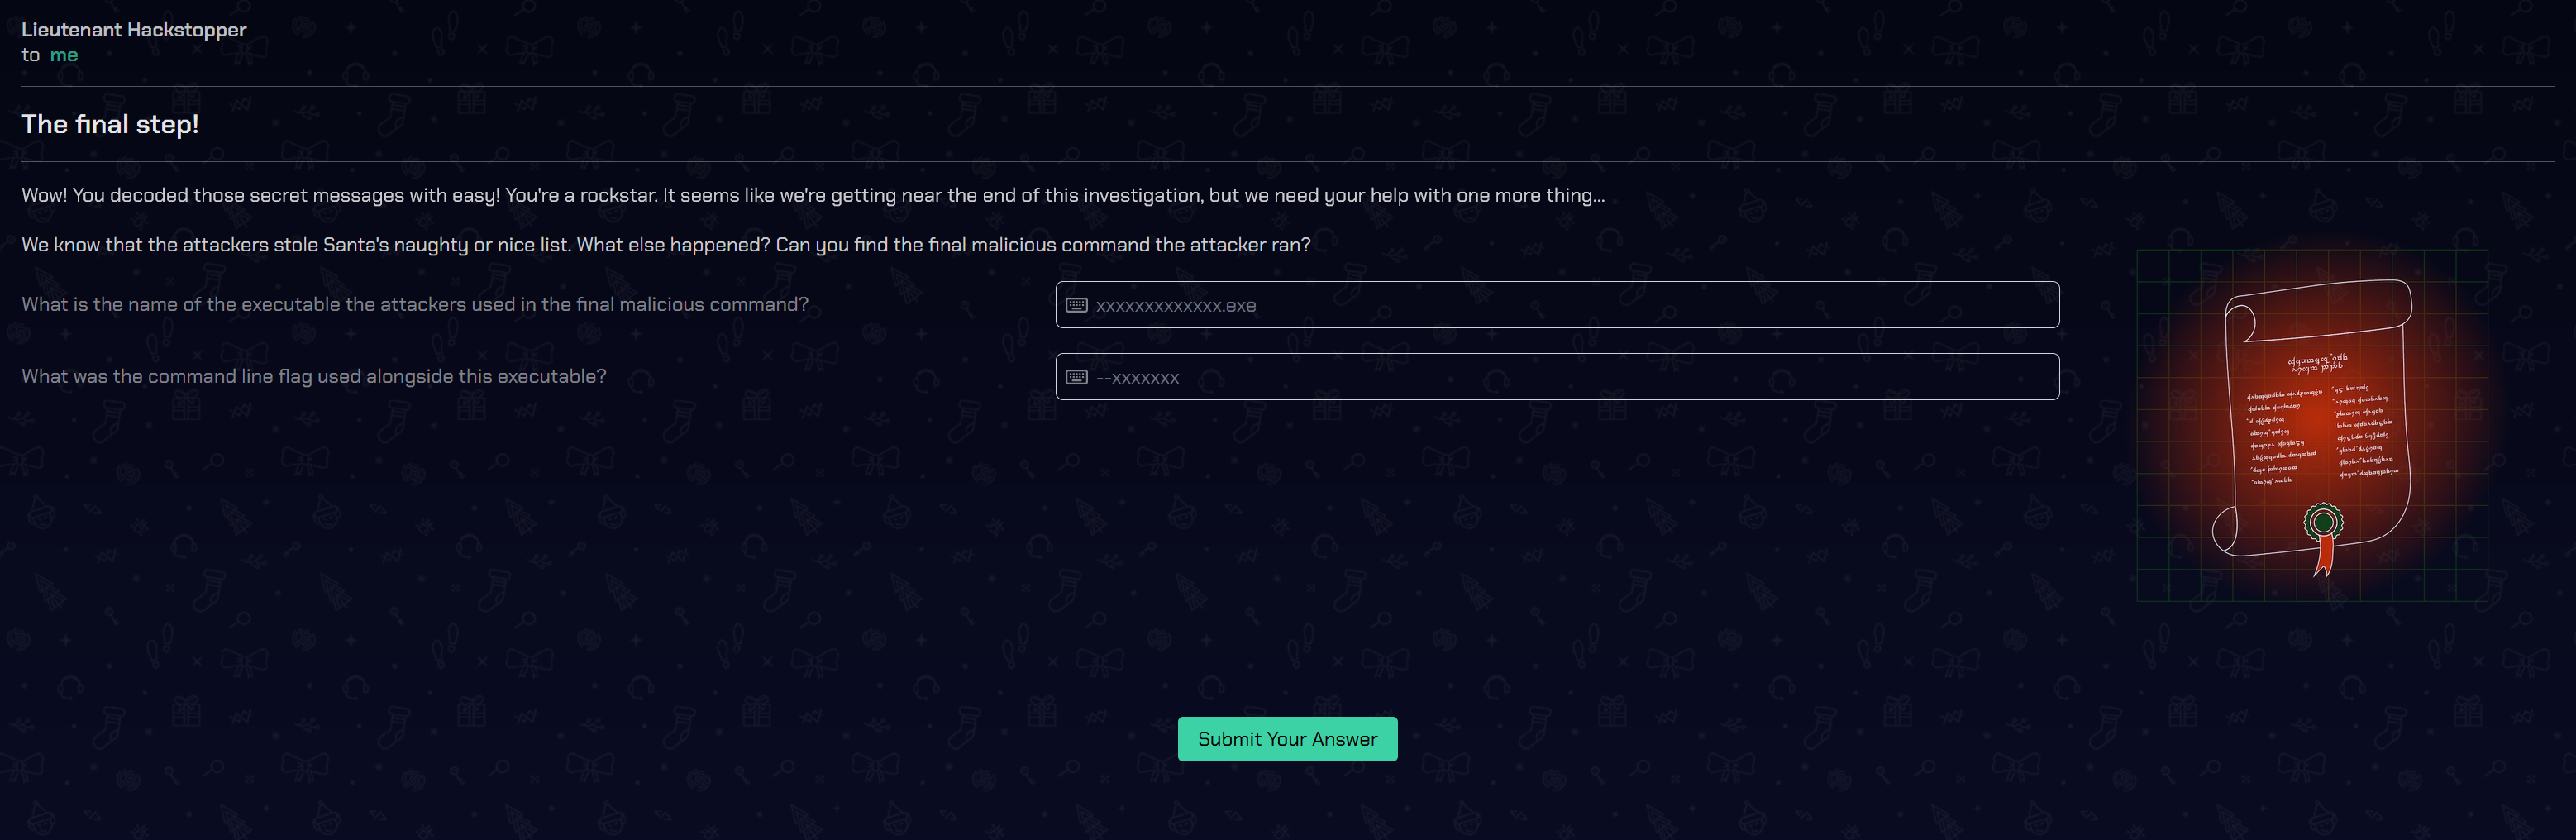 Lieutenant Hackstopper
to me
The final step!
Wow! You decoded those secret messages with easy! You're a rockstar. It seems like we're getting near the end of this investigation, but we need your help with one more thing...
We know that the attackers stole Santa's naughty or nice list. What else happened? Can you find the final malicious command the attacker ran?
What is the name of the executable the attackers used in the final malicious command?
xxxxxxxxxxxxx.exe
What was the command line flag used alongside this executable?
--xxxxxxx
Submit Your Answer